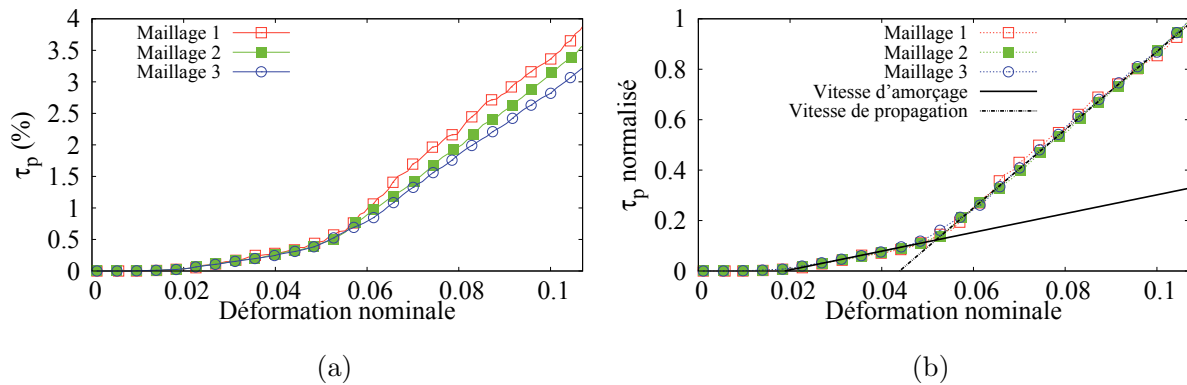 4
3.5
3
2.5
2
1.5
1
0.5
0
τp (%)
Maillage 1
Maillage 2
Maillage 3
0 0.02 0.04 0.06 0.08 0.1
Déformation nominale
(a)
1
0.8
0.6
0.4
0.2
0
τp normalisé
Maillage 1
Maillage 2
Maillage 3
Vitesse d'amorçage
Vitesse de propagation
0 0.02 0.04 0.06 0.08 0.1
Déformation nominale
(b)